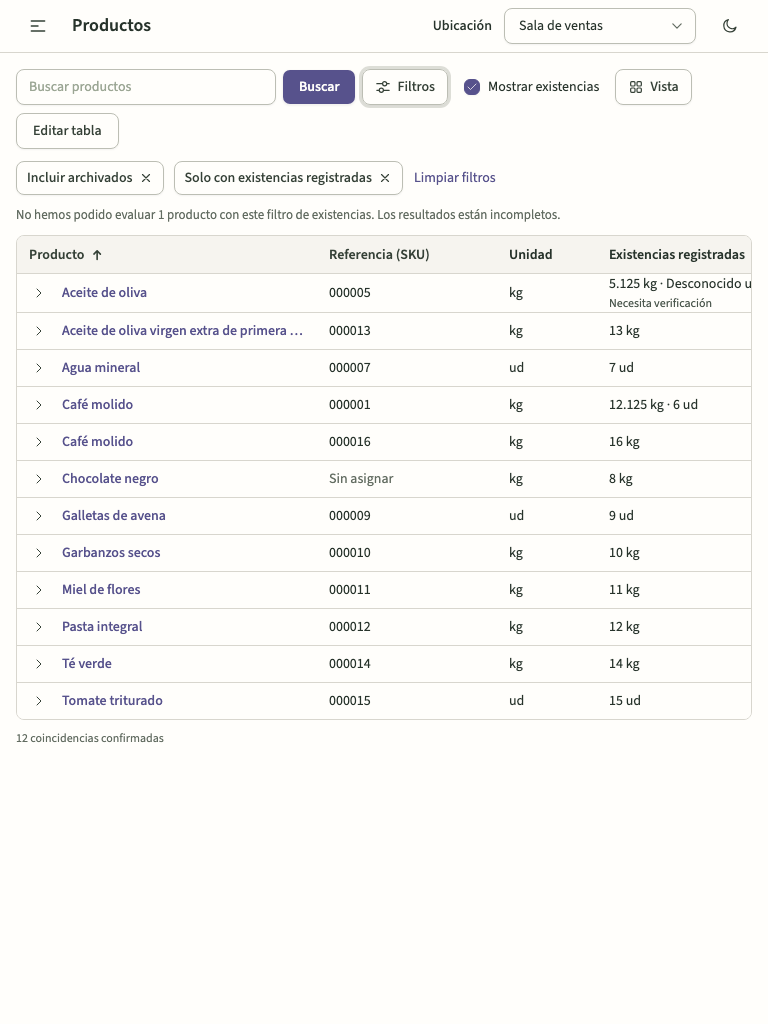 Productos
Ubicación
Sala de ventas
Buscar productos
Buscar
Filtros
Mostrar existencias
Vista
Editar tabla
Incluir archivados
Solo con existencias registradas
Limpiar filtros
No hemos podido evaluar 1 producto con este filtro de existencias. Los resultados están incompletos.
Producto Referencia (SKU) Unidad Existencias registradas
Aceite de oliva 000005 kg 5.125 kg · Desconocido u
Necesita verificación
Aceite de oliva virgen extra de primera … 000013 kg 13 kg
Agua mineral 000007 ud 7 ud
Café molido 000001 kg 12.125 kg · 6 ud
Café molido 000016 kg 16 kg
Chocolate negro Sin asignar kg 8 kg
Galletas de avena 000009 ud 9 ud
Garbanzos secos 000010 kg 10 kg
Miel de flores 000011 kg 11 kg
Pasta integral 000012 kg 12 kg
Té verde 000014 kg 14 kg
Tomate triturado 000015 ud 15 ud
12 coincidencias confirmadas